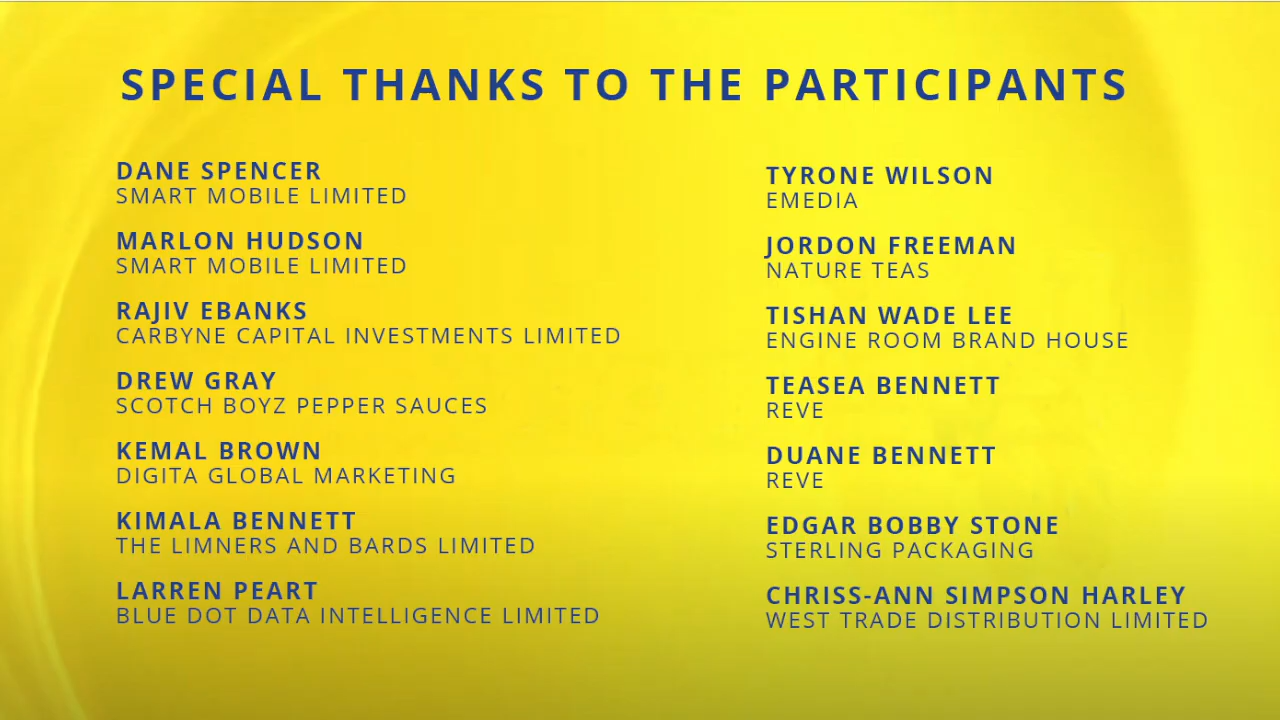 SPECIAL THANKS TO THE PARTICIPANTS
DANE SPENCER
SMART MOBILE LIMITED
MARLON HUDSON
SMART MOBILE LIMITED
RAJIV EBANKS
CARBYNE CAPITAL INVESTMENTS LIMITED
DREW GRAY
SCOTCH BOYZ PEPPER SAUCES
KEMAL BROWN
DIGITA GLOBAL MARKETING
KIMALA BENNETT
THE LIMNERS AND BARDS LIMITED
LARREN PEART
BLUE DOT DATA INTELLIGENCE LIMITED
TYRONE WILSON
EMEDIA
JORDON FREEMAN
NATURE TEAS
TISHAN WADE LEE
ENGINE ROOM BRAND HOUSE
TEASEA BENNETT
REVE
DUANE BENNETT
REVE
EDGAR BOBBY STONE
STERLING PACKAGING
CHRISS-ANN SIMPSON HARLEY
WEST TRADE DISTRIBUTION LIMITED